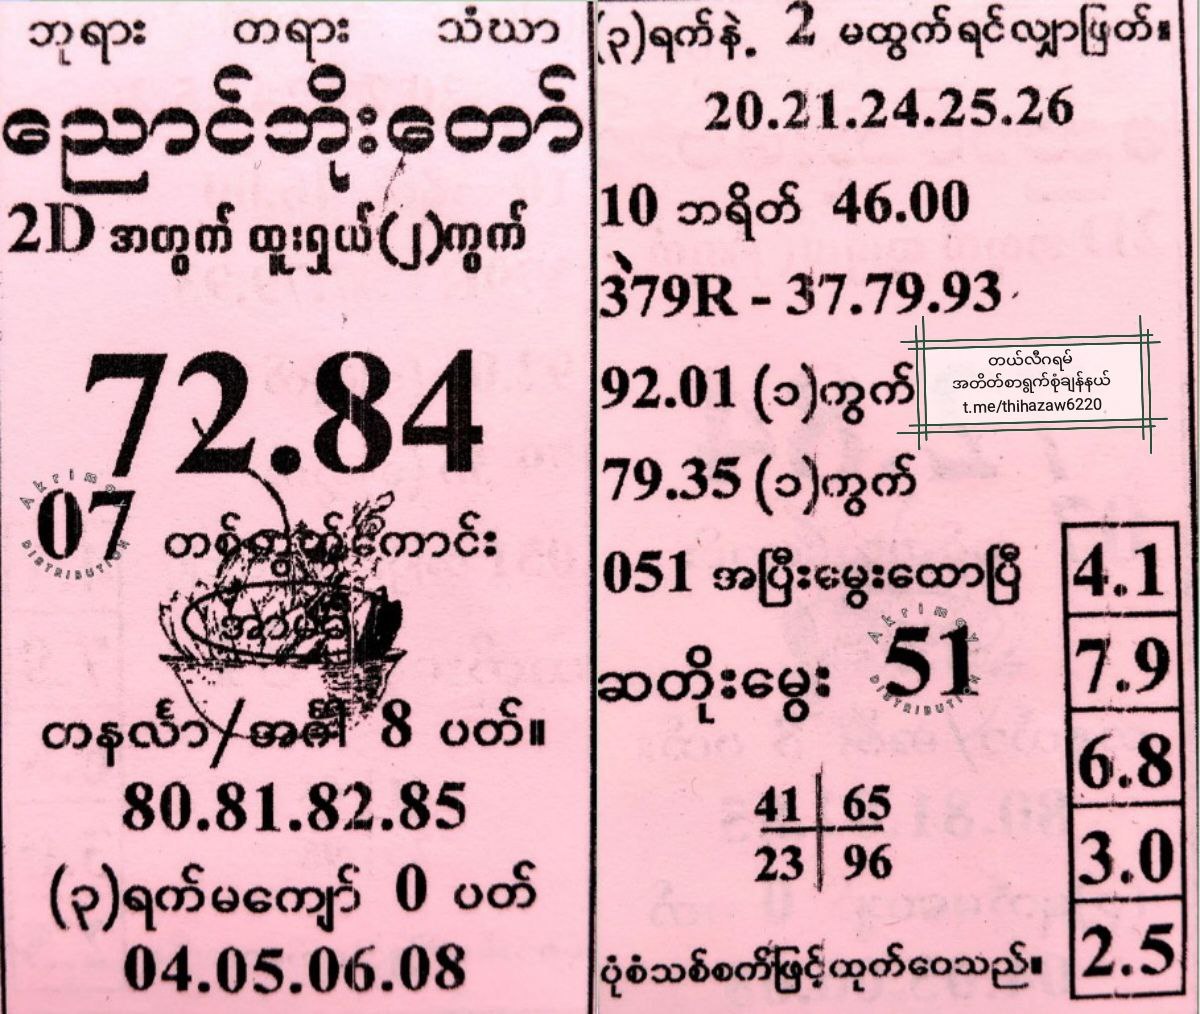 ဘုရား တရား သံဃာ
ညောင်ဘိုးတော်
2D အတွက် ထူးရှယ်(၂)ကွက်
72.84
07
Akrimov
DISTRIBUTION
တနင်္လာ/အင်္ဂါ 8 ပတ်။
80.81.82.85
(၃)ရက်မကျော် 0 ပတ်
04.05.06.08
(၃)ရက်နဲ့ 2 မထွက်ရင်လျှာဖြတ်။
20.21.24.25.26
10 ဘရိတ် 46.00
379R - 37.79.93
92.01 (၁)ကွက်
တယ်လီဂရမ်
အတိတ်စာရွက်စုံချန်နယ်
t.me/thihazaw6220
79.35 (၁)ကွက်
051 အပြီးမွေးထောပြီ
ဆတိုးမွေး 51
Akrimov
DISTRIBUTION
41 65
23 96
4.1
7.9
6.8
3.0
2.5
ပုံစံသစ်စက်ဖြင့်ထုတ်ဝေသည်။